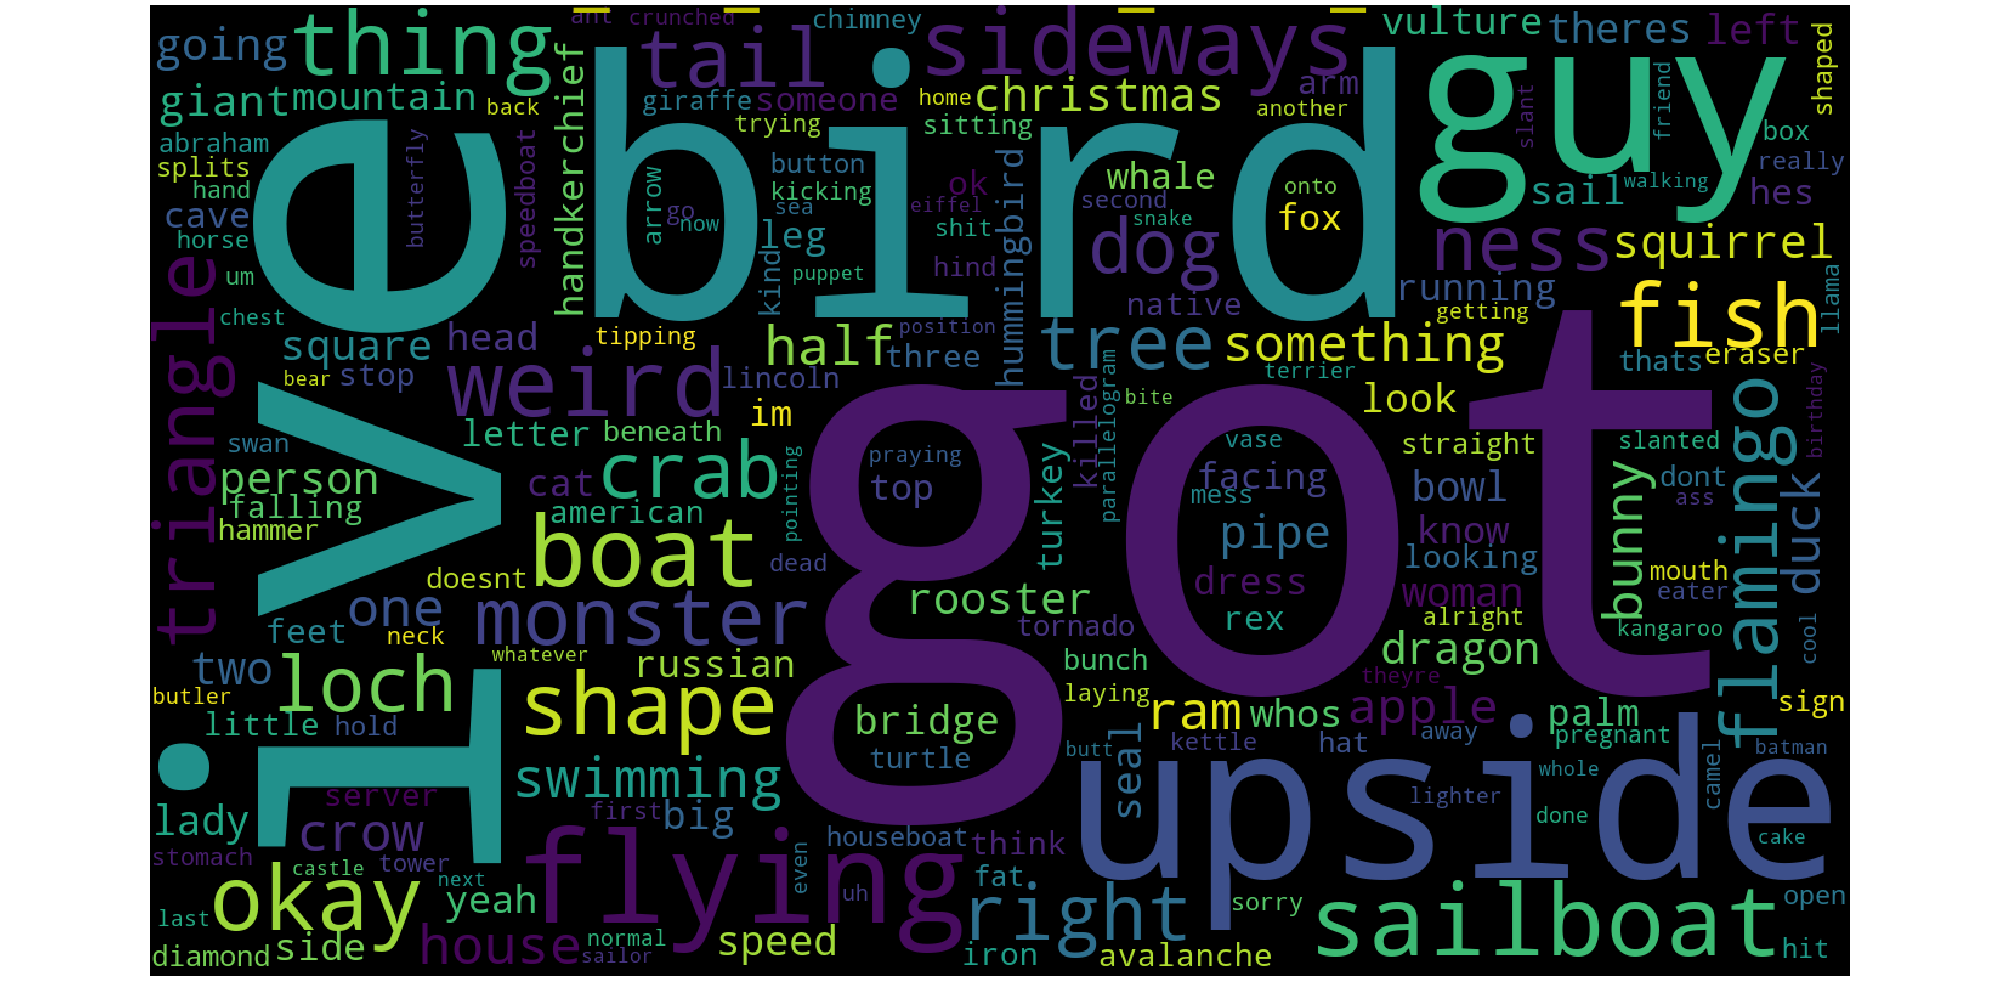 ant crunched chimney vulture theres left
going thing tail sideways guy shaped
giant mountain back handkerchief giraffe someone home christmas arm another slant friend box
abraham butterfly speedboat trying sitting really
splits button hummingbird whale onto sail walking hes
hand kicking ok second fox
cave arrow go now sea eiffel snake
ive bird dog ness squirrel
horse leg shit
um kind puppet hind native running fish llama
chest tipping position getting
triangle square head half three tree something thats eraser
bear stop weird lincoln terrier birthday
im killed parallelogram bite look
swan letter beneath turkey vase straight slanted
person cat crab pointing praying top facing bowl bunny dont flamingo duck
falling american mess ass
hammer got pipe know
doesnt boat dead dress looking mouth
one rooster rex woman eater
feet neck monster tornado alright kangaroo cool
two loch whatever russian bunch dragon
butler shape laying theyre sign
little hold bridge ram whos apple palm
turtle butt kettle hat away pregnant batman
swimming seal upside whole camel
lady server first big lighter done cake
crow houseboat think
stomach castle tower flying even
okay next yeah uh fat right sorry sailboat open
last normal
diamond side house sailor speed iron avalanche hit